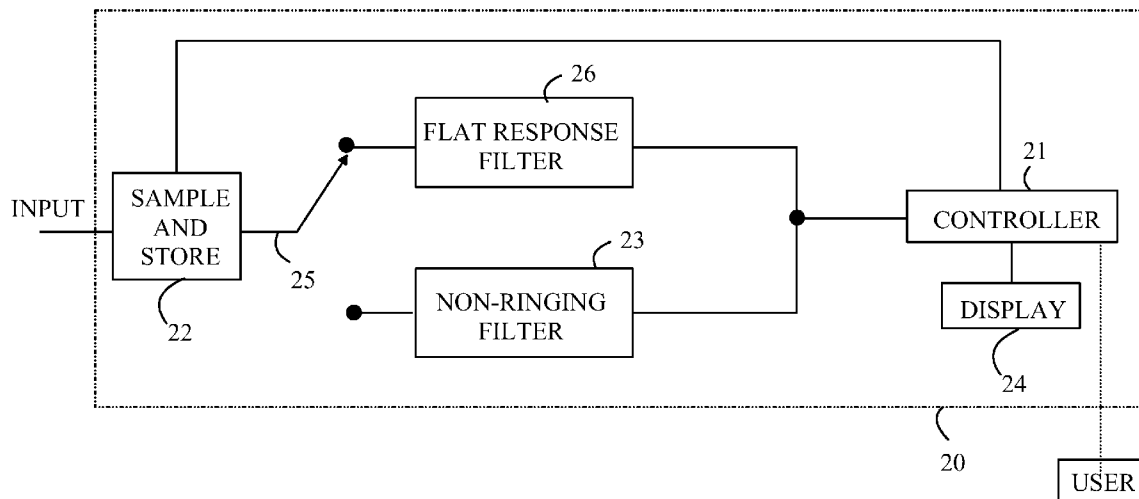 26
FLAT RESPONSE
FILTER
21
CONTROLLER
INPUT
SAMPLE
AND
STORE
25
22
23
NON-RINGING
FILTER
DISPLAY
24
20
USER